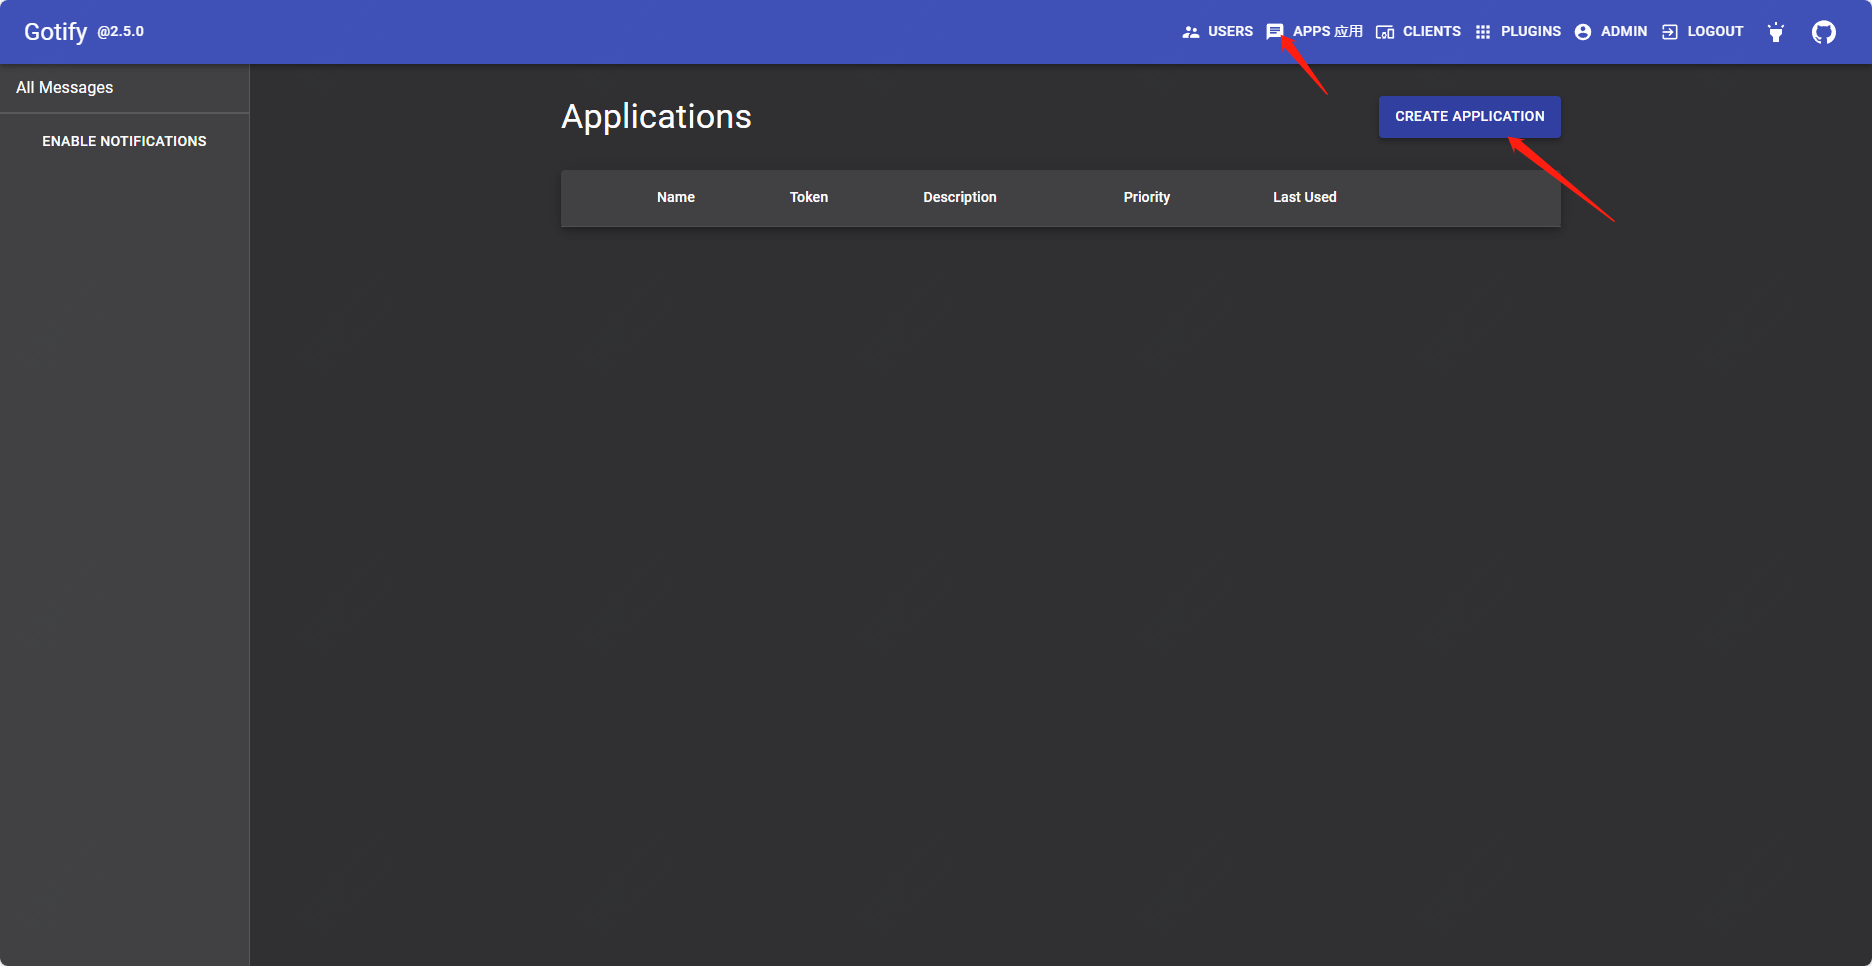 Gotify @2.5.0
USERS APPS 应用 CLIENTS PLUGINS ADMIN LOGOUT
All Messages
ENABLE NOTIFICATIONS
Applications
CREATE APPLICATION
Name Token Description Priority Last Used